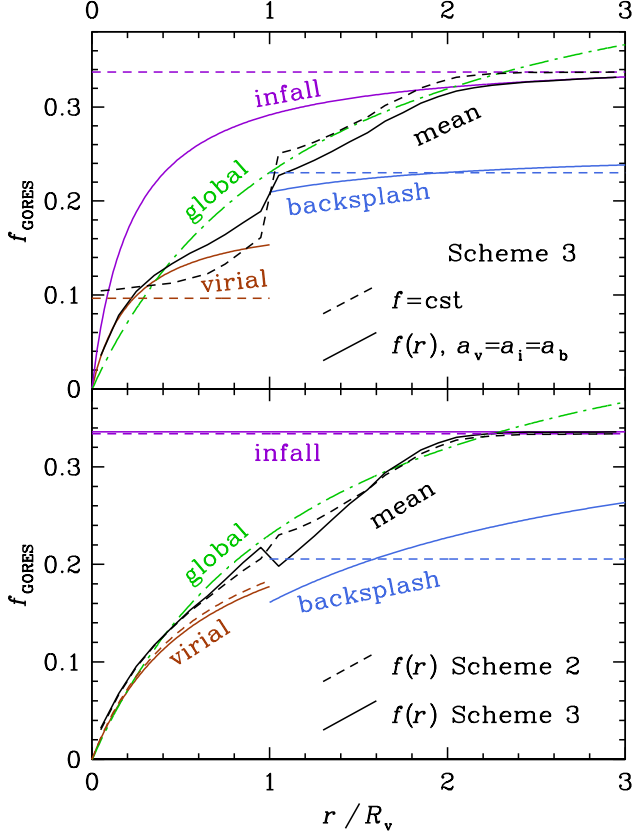 0 1 2 3
0.3
0.2
0.1
0
f_GORES
infall
global
mean
backsplash
virial
Scheme 3
f=cst
f(r), a_v=a_i=a_b
0.3
0.2
0.1
0
f_GORES
infall
global
mean
backsplash
virial
f(r) Scheme 2
f(r) Scheme 3
0 1 2 3
r / R_v